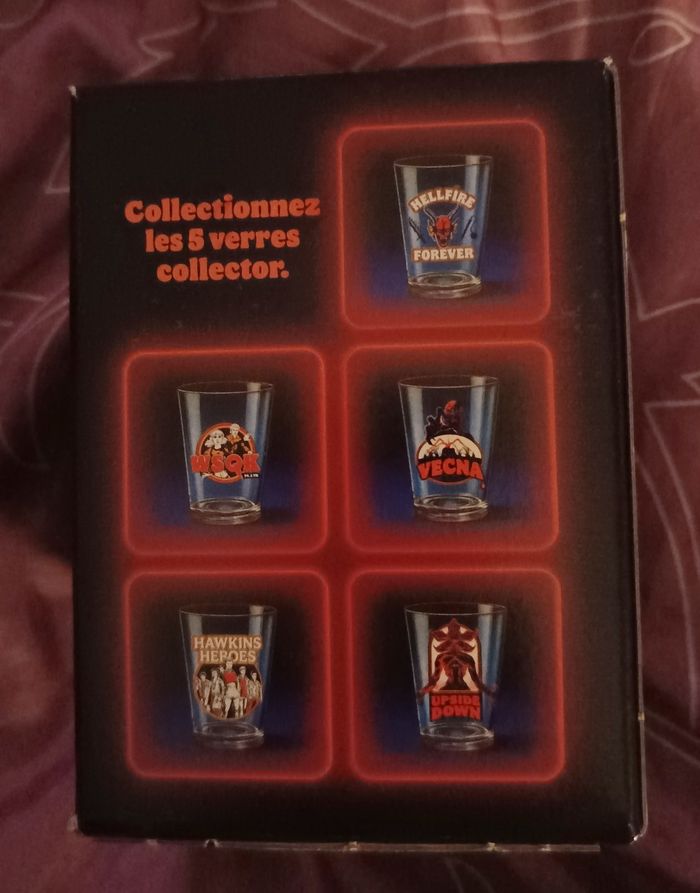 Collectionnez
les 5 verres
collector.
HELLFIRE
FOREVER
WSQK
VECNA
HAWKINS
HEROES
UPSIDE
DOWN